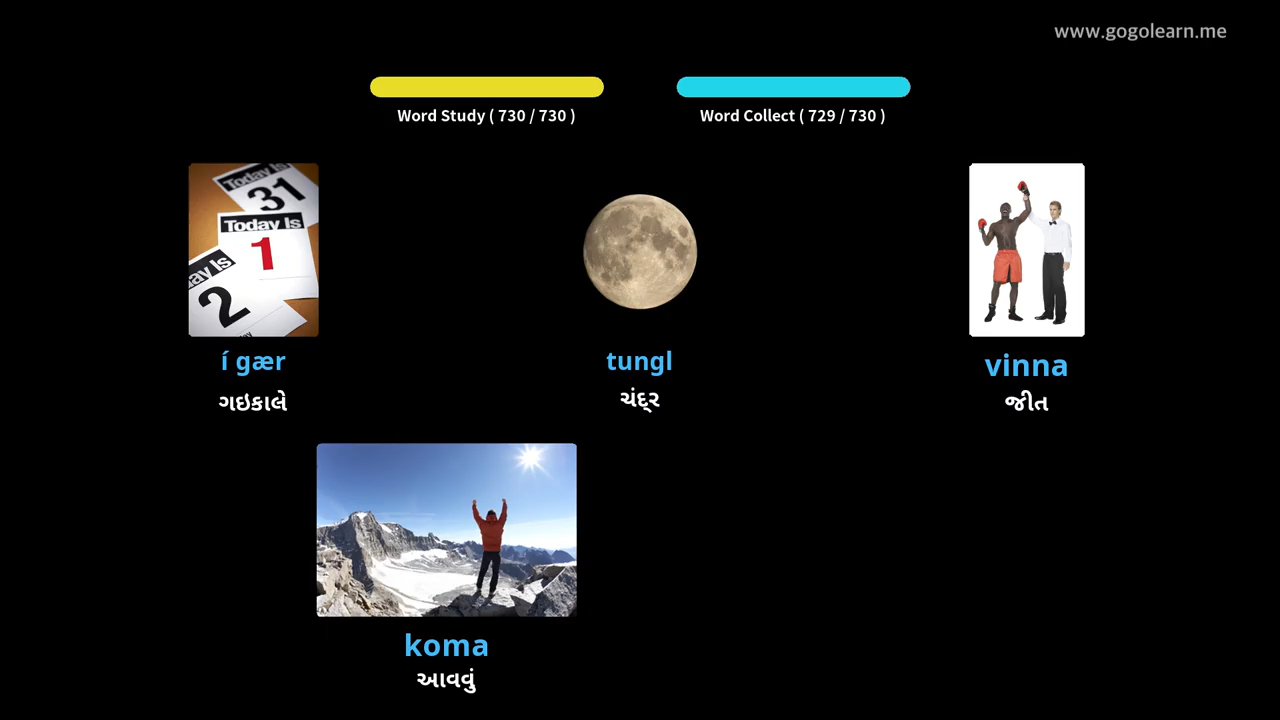 www.gogolearn.me
Word Study ( 730 / 730 )
Word Collect ( 729 / 730 )
Today Is
31
Today Is
1
ay Is
2
í gær
ગઇકાલે
tungl
ચંદ્ર
vinna
જીત
koma
આવવું